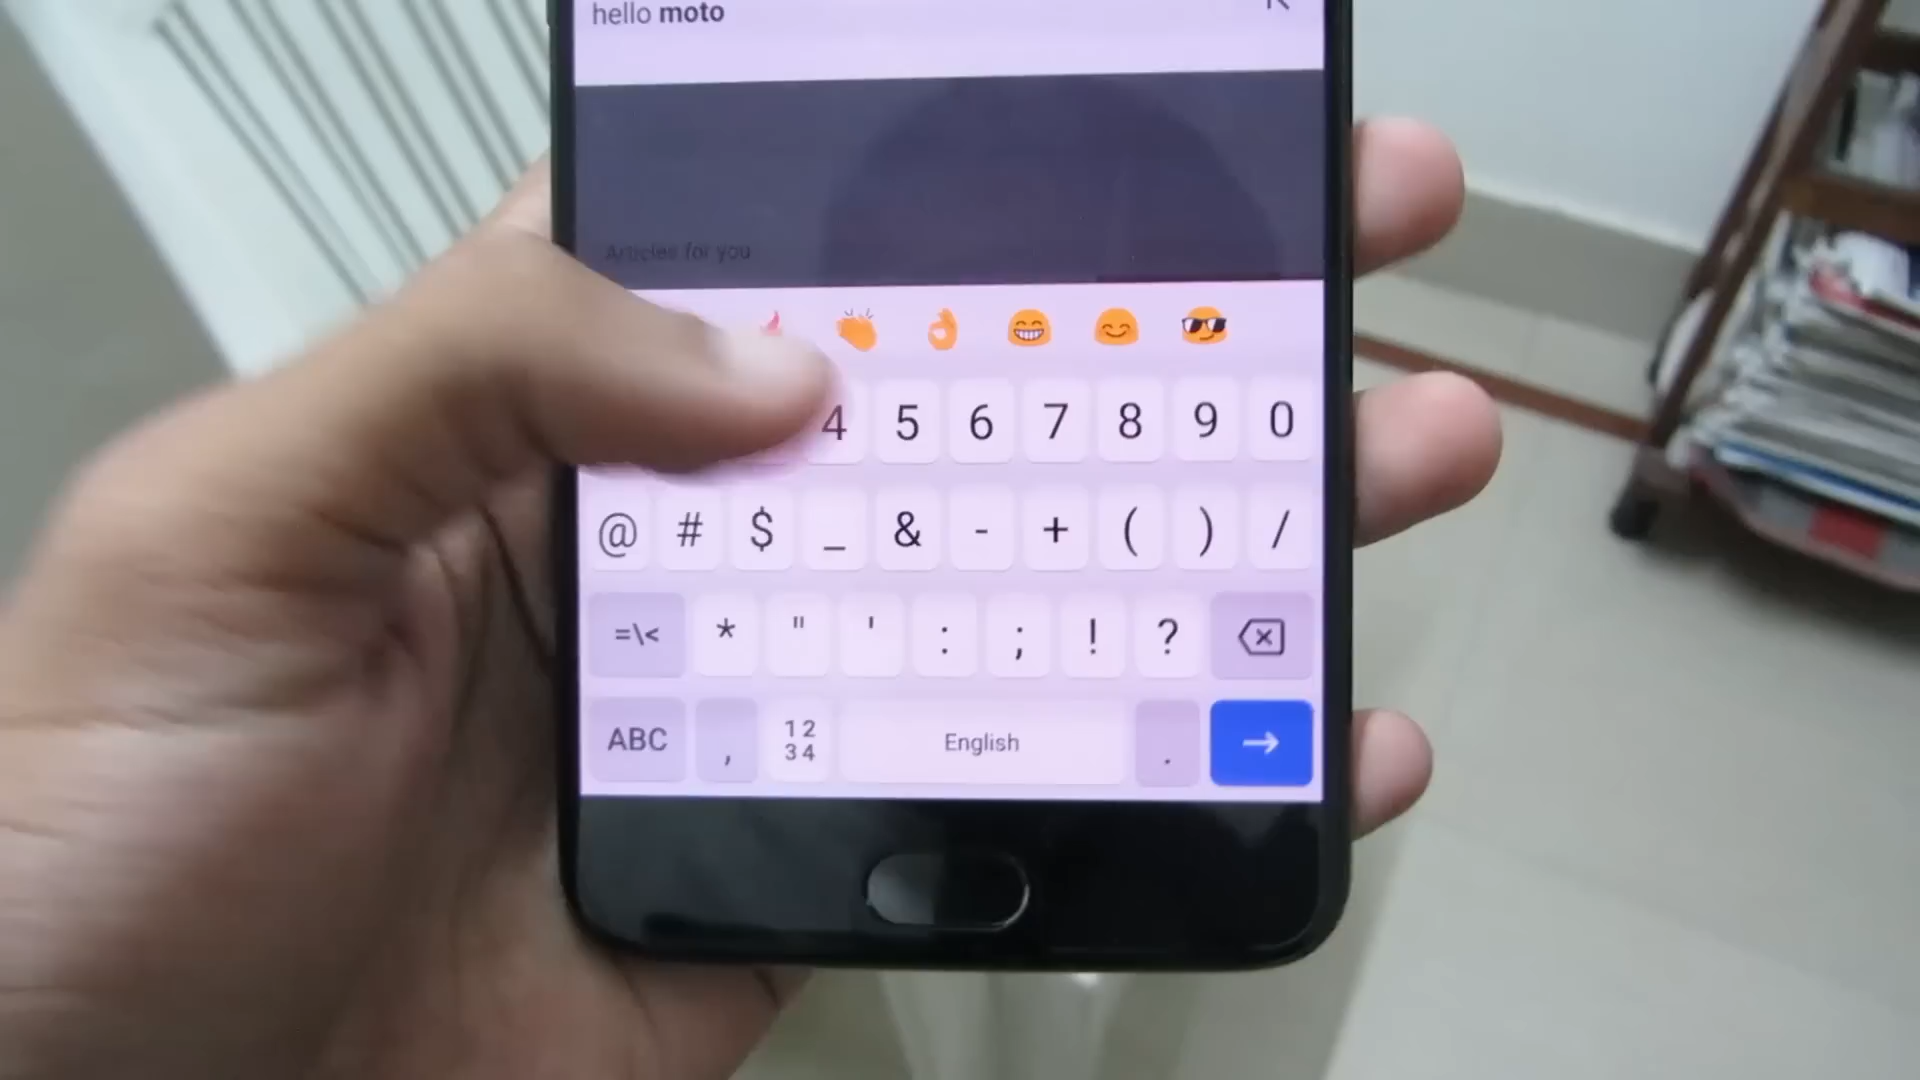 hello moto
Articles for you
4 5 6 7 8 9 0
@ # $ _ & - + ( ) /
=\< * " ' : ; ! ?
ABC , 12 34 English .